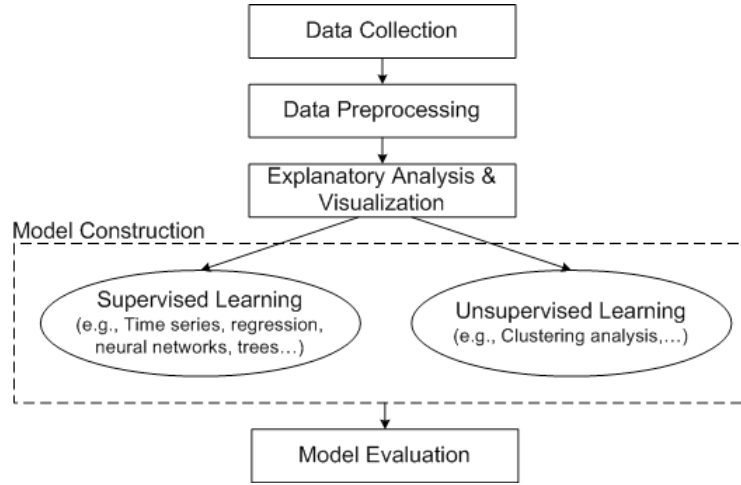 Data Collection
Data Preprocessing
Explanatory Analysis &
Visualization
Model Construction
Supervised Learning
(e.g., Time series, regression,
neural networks, trees…)
Unsupervised Learning
(e.g., Clustering analysis,…)
Model Evaluation